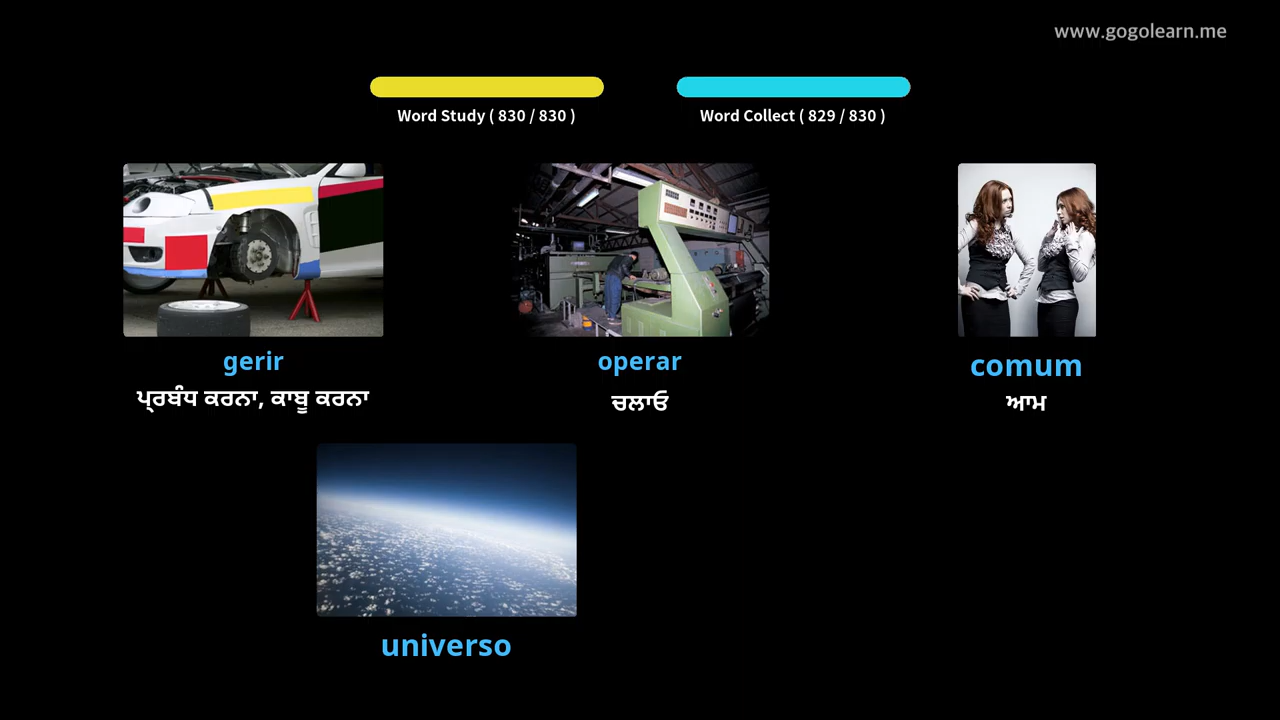 www.gogolearn.me
Word Study ( 830 / 830 )
Word Collect ( 829 / 830 )
gerir
operar
comum
ਪ੍ਰਬੰਧ ਕਰਨਾ, ਕਾਬੂ ਕਰਨਾ
ਚਲਾਓ
ਆਮ
universo